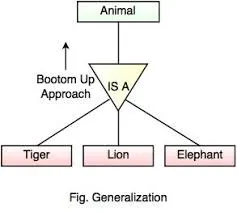 Animal
Bootom Up
Approach
IS A
Tiger
Lion
Elephant
Fig. Generalization